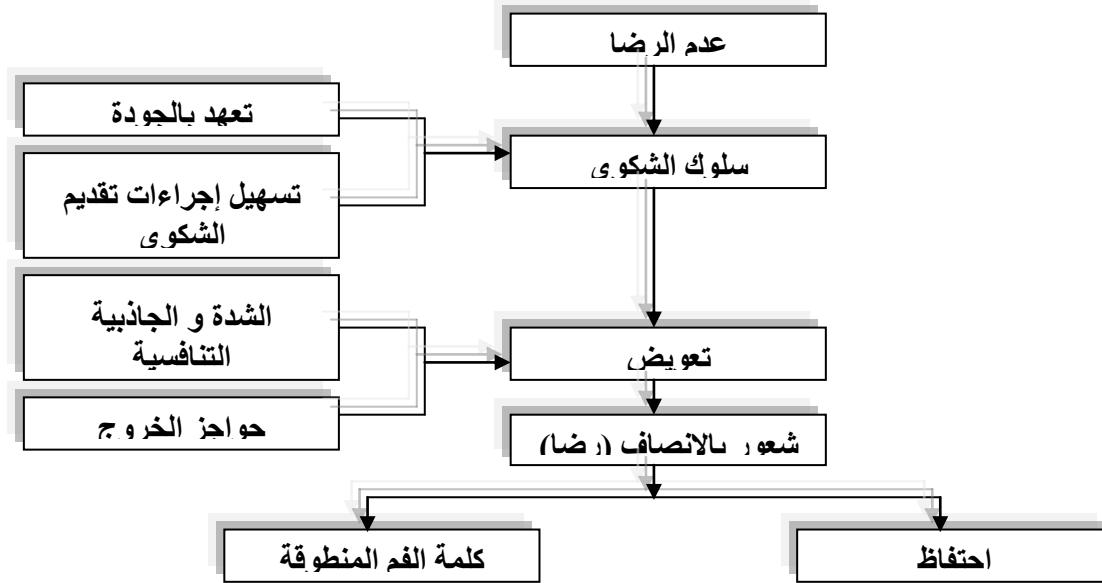 عدم الرضا
تعهد بالجودة
سلوك الشكوى
تسهيل إجراءات تقديم
الشكوى
الشدة و الجاذبية
التنافسية
تعويض
حواجز الخروج
شعور بالانصاف (رضا)
كلمة الفم المنطوقة
احتفاظ